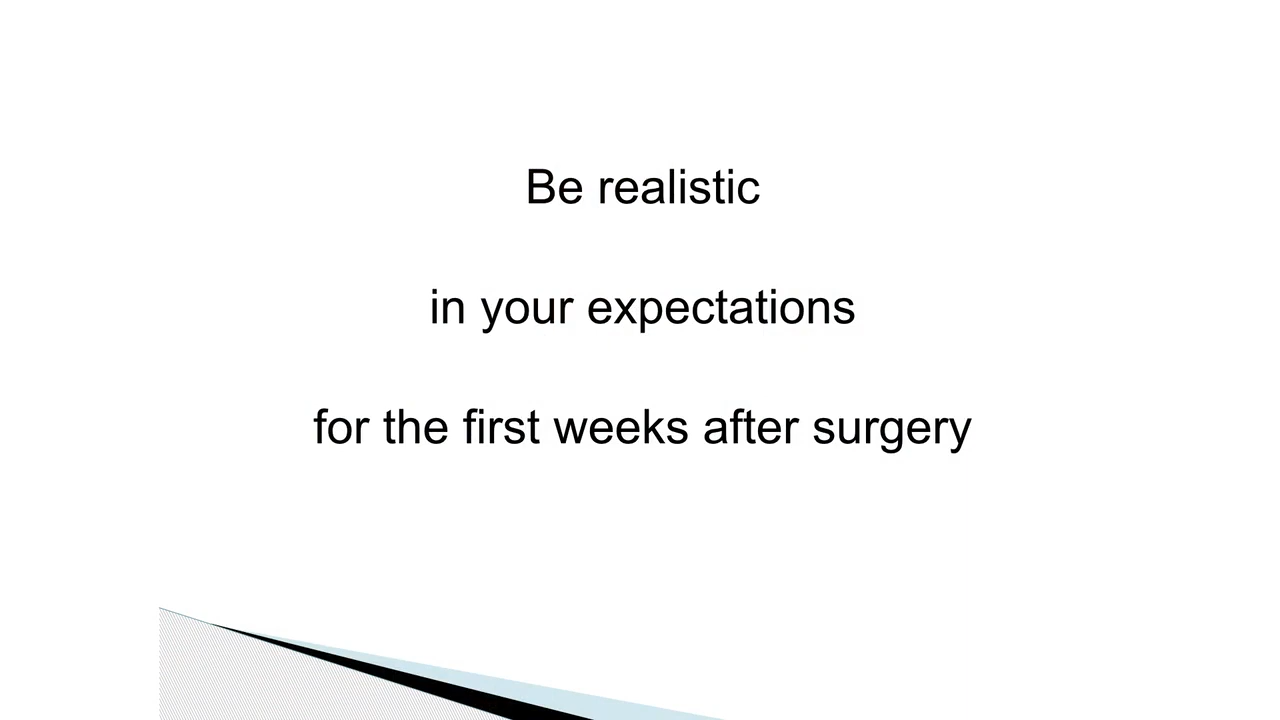 Be realistic
in your expectations
for the first weeks after surgery